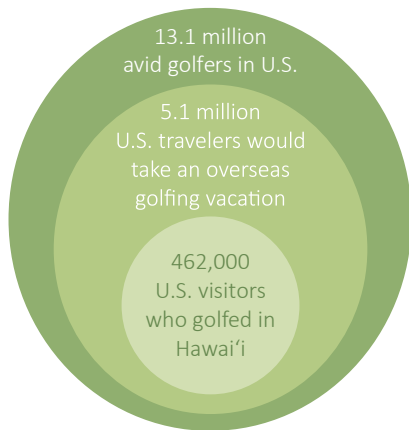 13.1 million
avid golfers in U.S.
5.1 million
U.S. travelers would
take an overseas
golfing vacation
462,000
U.S. visitors
who golfed in
Hawaiʻi